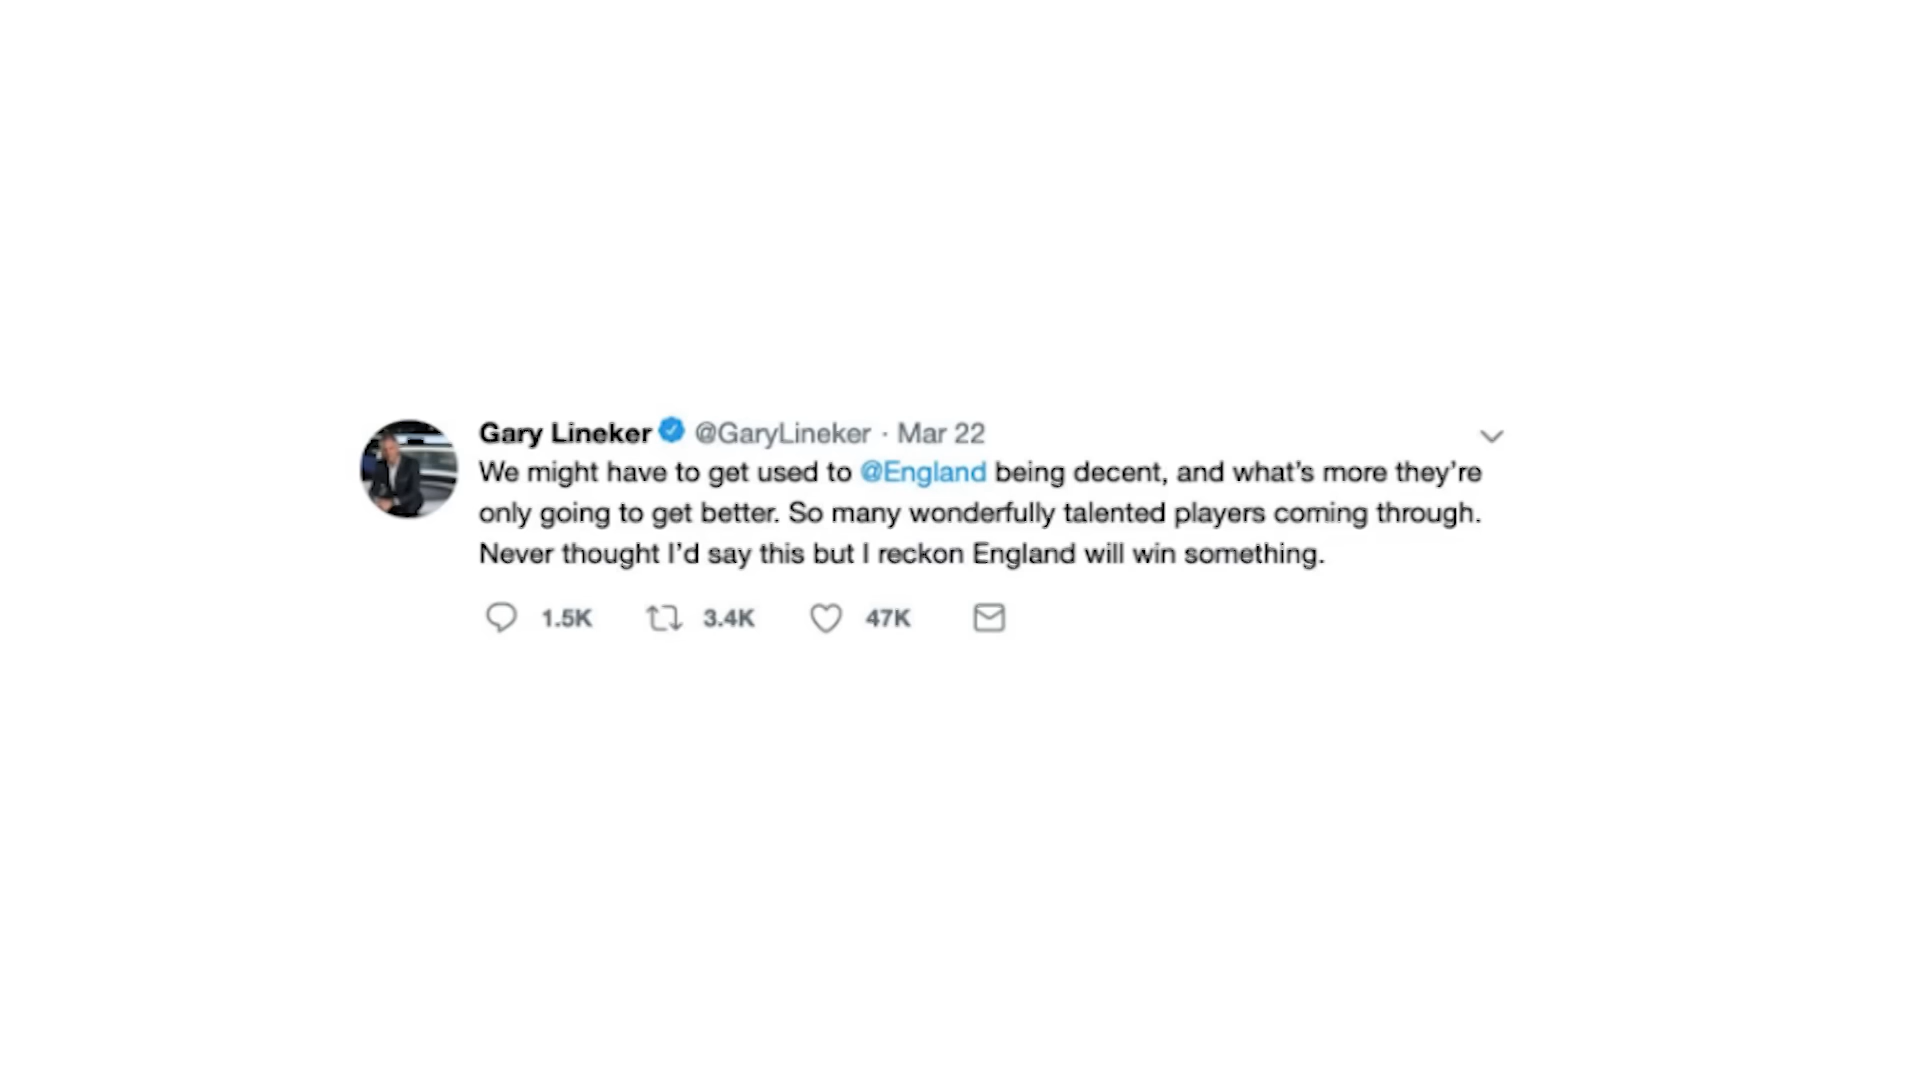 Gary Lineker @GaryLineker · Mar 22
We might have to get used to @England being decent, and what's more they're
only going to get better. So many wonderfully talented players coming through.
Never thought I'd say this but I reckon England will win something.
1.5K 3.4K 47K